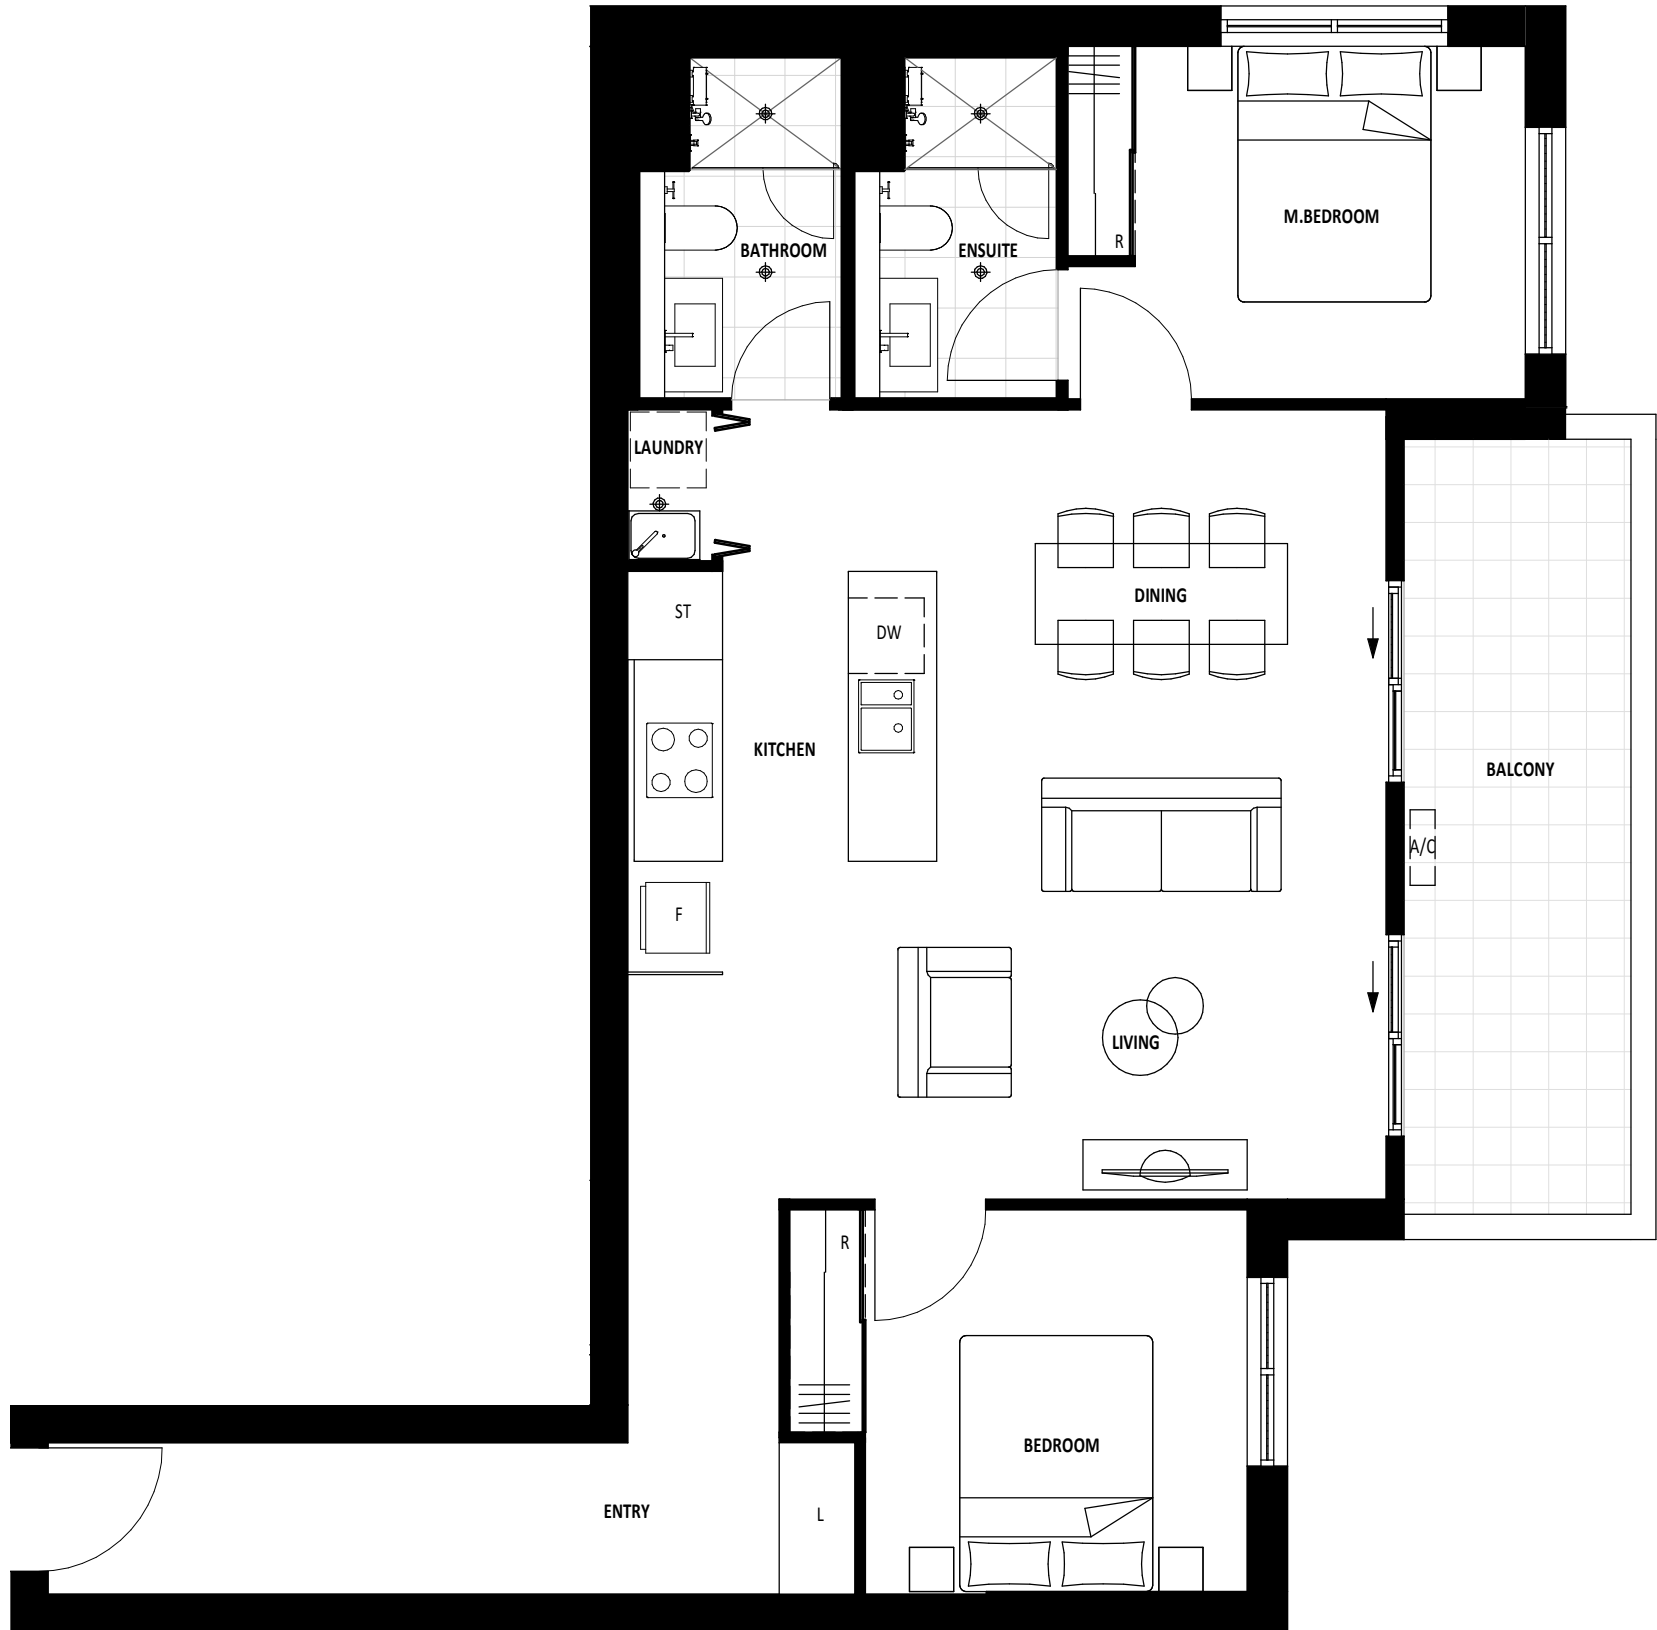 M.BEDROOM
R
BATHROOM
ENSUITE
LAUNDRY
DINING
ST
DW
KITCHEN
BALCONY
A/C
F
LIVING
R
BEDROOM
ENTRY
L